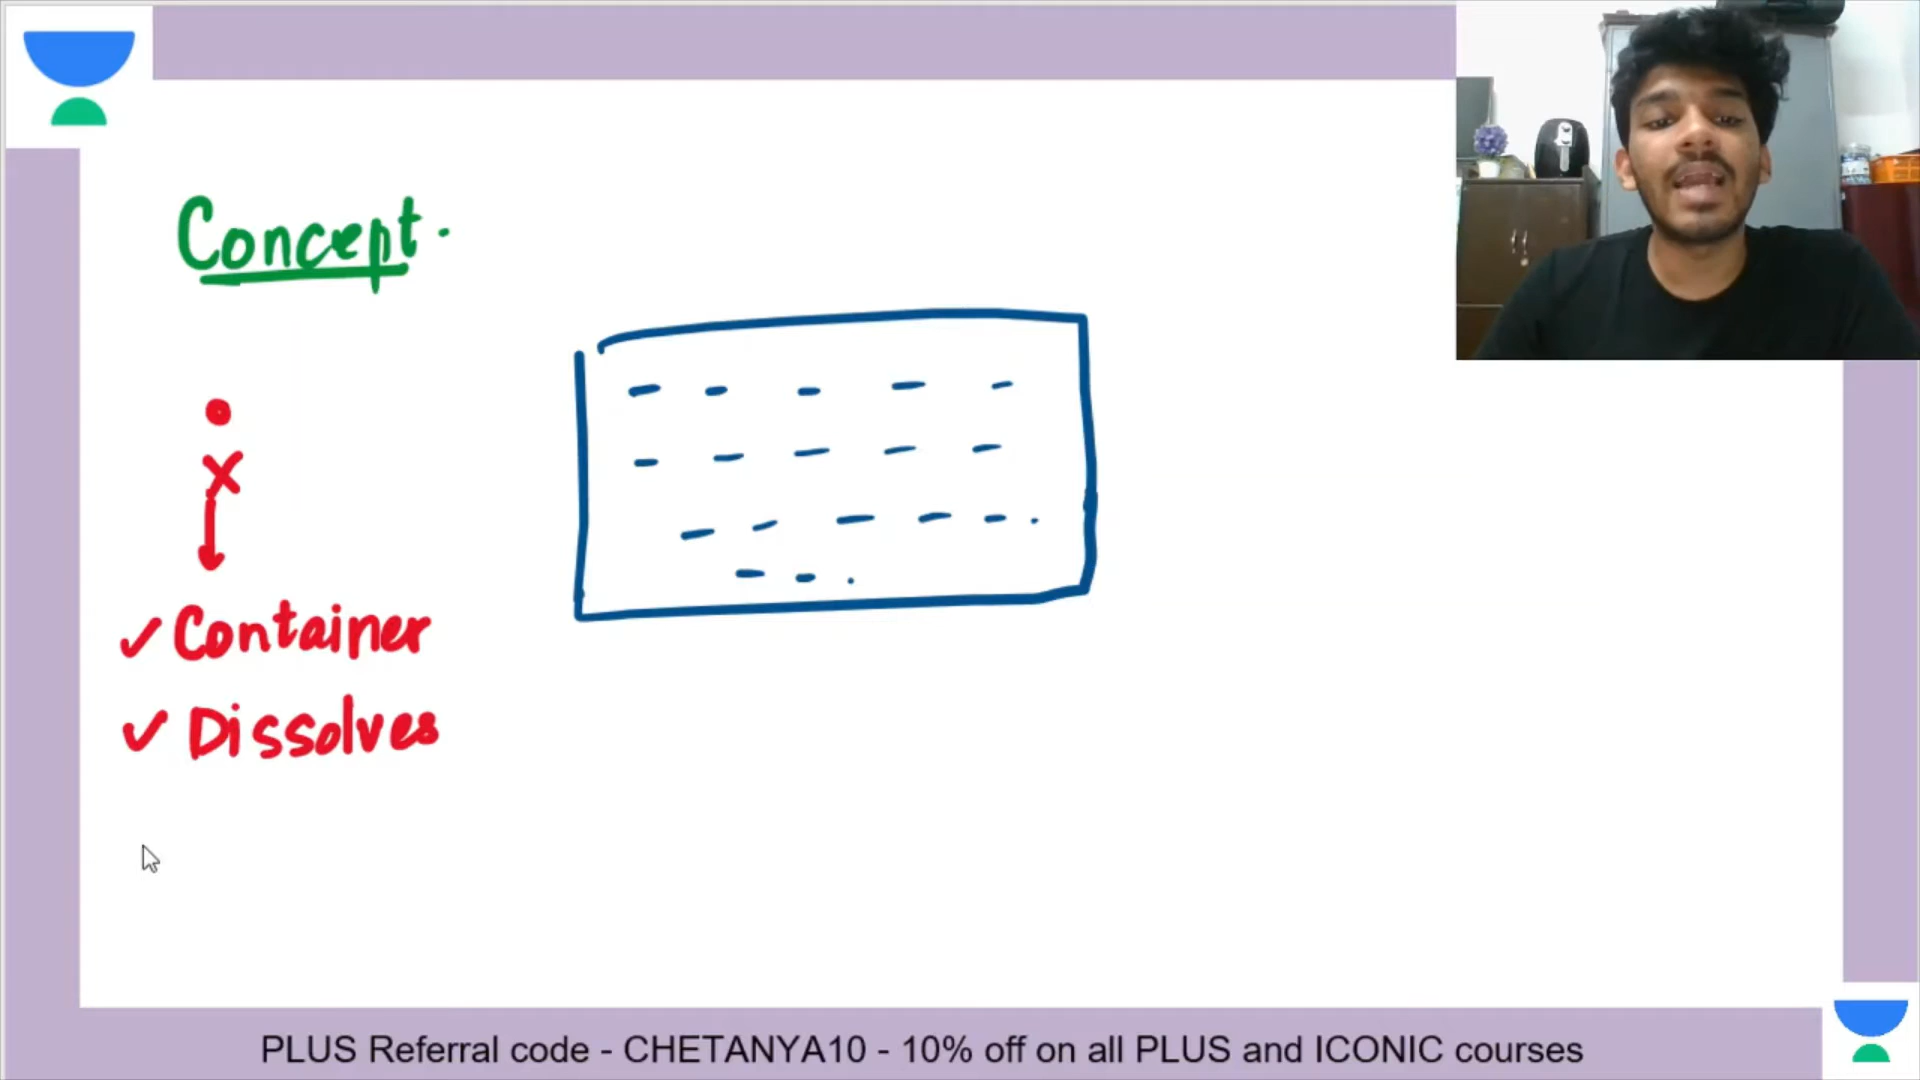 Concept.
X
✓ Container
✓ Dissolves
PLUS Referral code - CHETANYA10 - 10% off on all PLUS and ICONIC courses